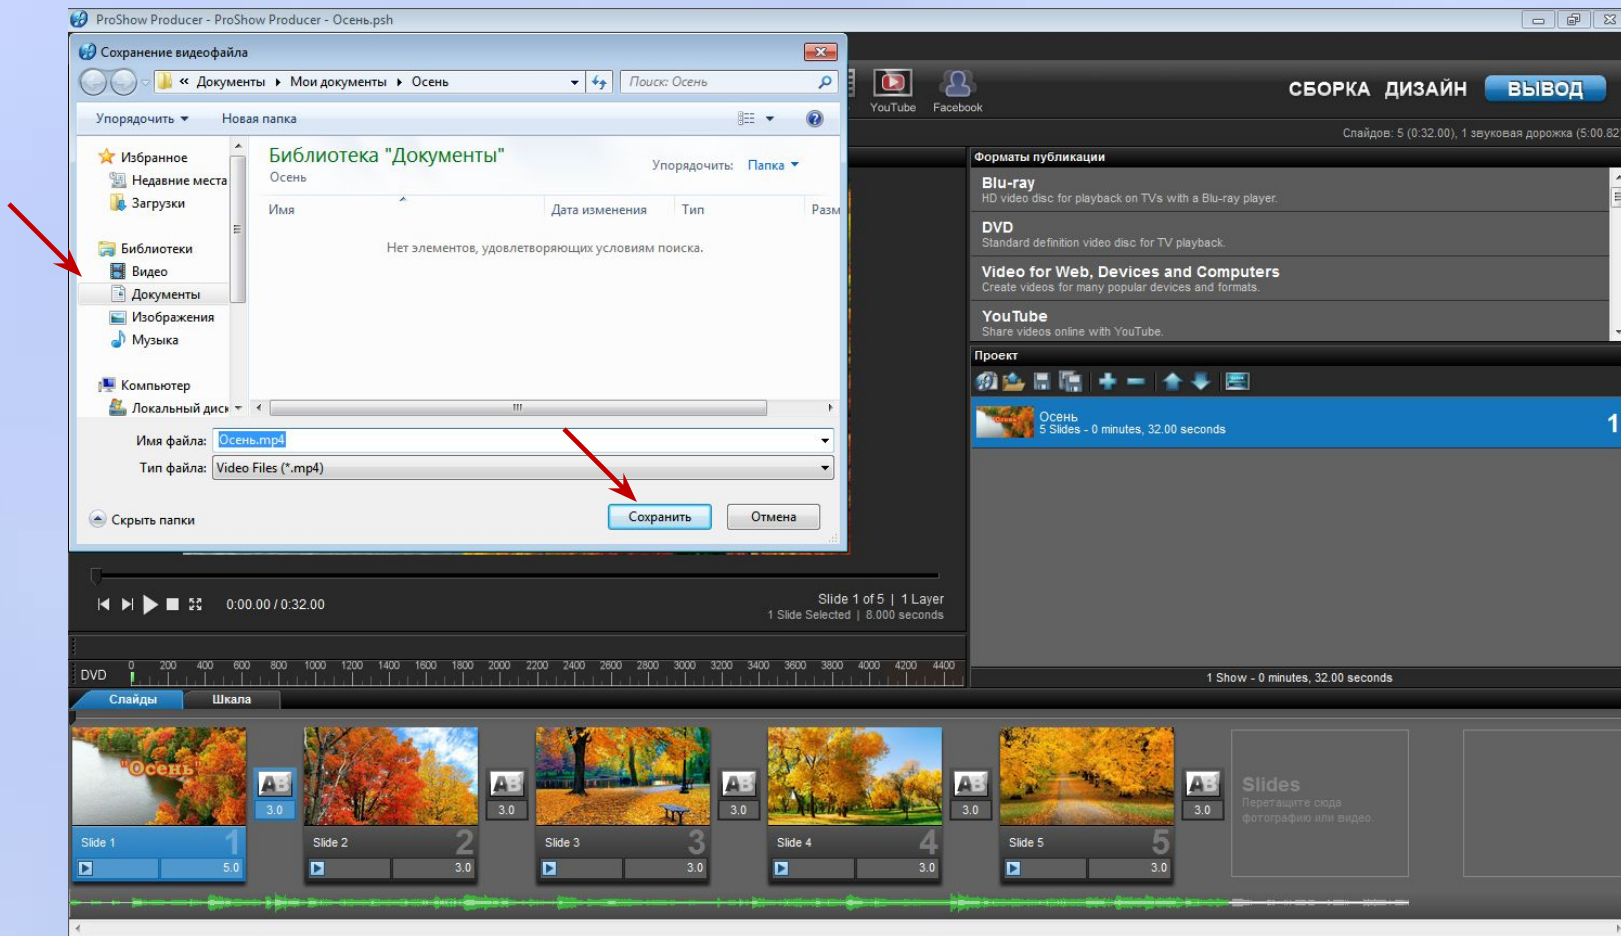 ProShow Producer - ProShow Producer - Осень.psh
Сохранение видеофайла
« Документы ▸ Мои документы ▸ Осень
Поиск: Осень
Упорядочить
Новая папка
Избранное
Недавние места
Загрузки
Библиотеки
Видео
Документы
Изображения
Музыка
Компьютер
Локальный диск
Библиотека "Документы"
Осень
Упорядочить: Папка
Имя
Дата изменения
Тип
Разм
Нет элементов, удовлетворяющих условиям поиска.
Имя файла: Осень.mp4
Тип файла: Video Files (*.mp4)
Скрыть папки
Сохранить
Отмена
YouTube
Facebook
СБОРКА ДИЗАЙН ВЫВОД
Слайдов: 5 (0:32.00), 1 звуковая дорожка (5:00.82)
Форматы публикации
Blu-ray
HD video disc for playback on TVs with a Blu-ray player.
DVD
Standard definition video disc for TV playback.
Video for Web, Devices and Computers
Create videos for many popular devices and formats.
YouTube
Share videos online with YouTube.
Проект
Осень
5 Slides - 0 minutes, 32.00 seconds
1
1 Show - 0 minutes, 32.00 seconds
0:00.00 / 0:32.00
Slide 1 of 5 | 1 Layer
1 Slide Selected | 8.000 seconds
DVD
0 200 400 600 800 1000 1200 1400 1600 1800 2000 2200 2400 2600 2800 3000 3200 3400 3600 3800 4000 4200 4400
Слайды
Шкала
"Осень"
AB
3.0
AB
3.0
AB
3.0
AB
3.0
AB
3.0
Slide 1
1
5.0
Slide 2
2
3.0
Slide 3
3
3.0
Slide 4
4
3.0
Slide 5
5
3.0
Slides
Перетащите сюда
фотографию или видео.